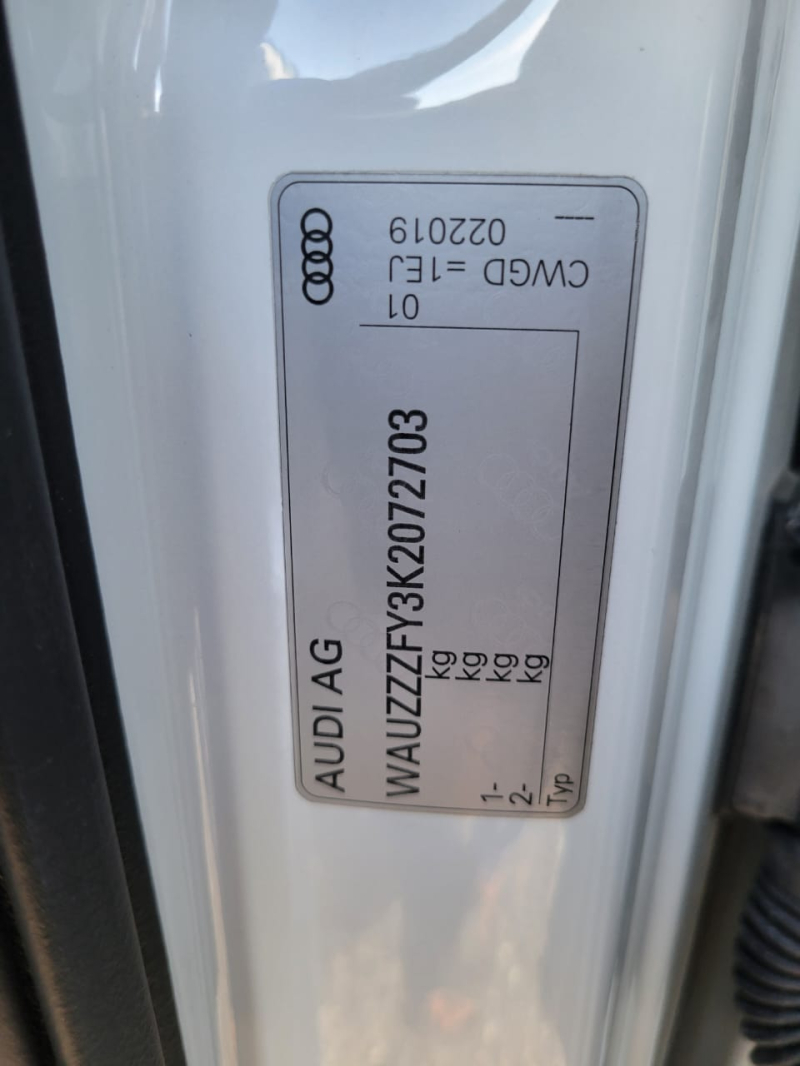 AUDI AG
WAUZZZFY3K2072703
kg
kg
1- kg
2- kg
Typ
01
CWGD =1EJ
022019